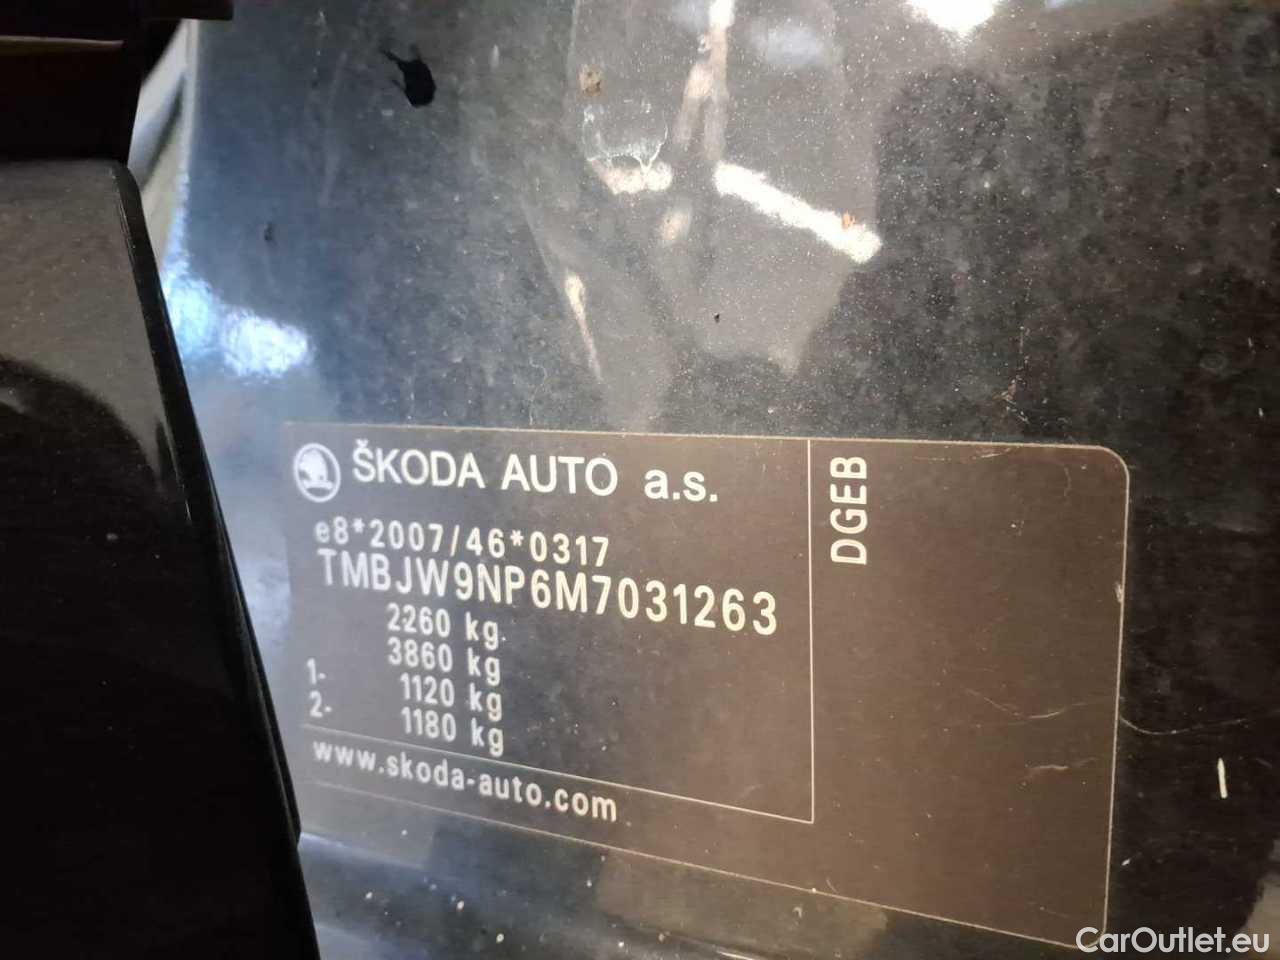 ŠKODA AUTO a.s.
e8*2007/46*0317
TMBJW9NP6M7031263
2260 kg
3860 kg
1- 1120 kg
2- 1180 kg
www.skoda-auto.com
DGEB
CarOutlet.eu